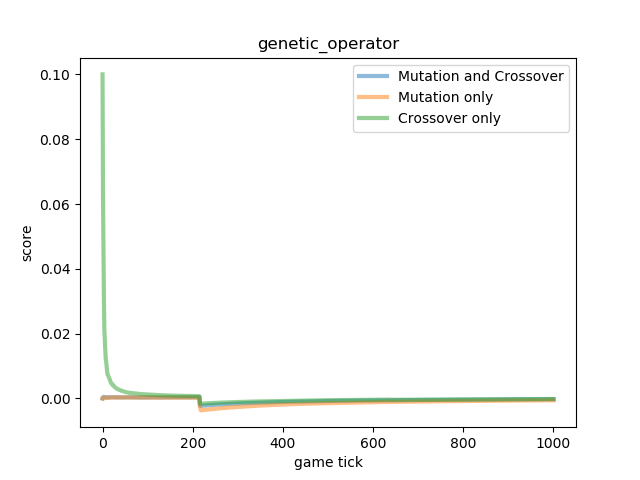 genetic_operator
Mutation and Crossover
Mutation only
Crossover only
score
0.10
0.08
0.06
0.04
0.02
0.00
0 200 400 600 800 1000
game tick